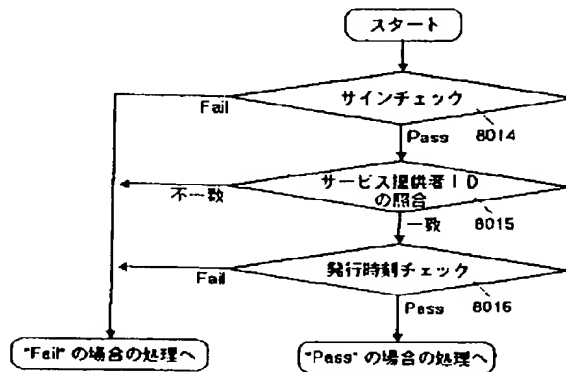 スタート
サインチェック
Fail
8014
Pass
サービス提供者ID
の照合
不一致
8015
一致
発行時刻チェック
Fail
8016
Pass
"Fail" の場合の処理へ
"Pass" の場合の処理へ